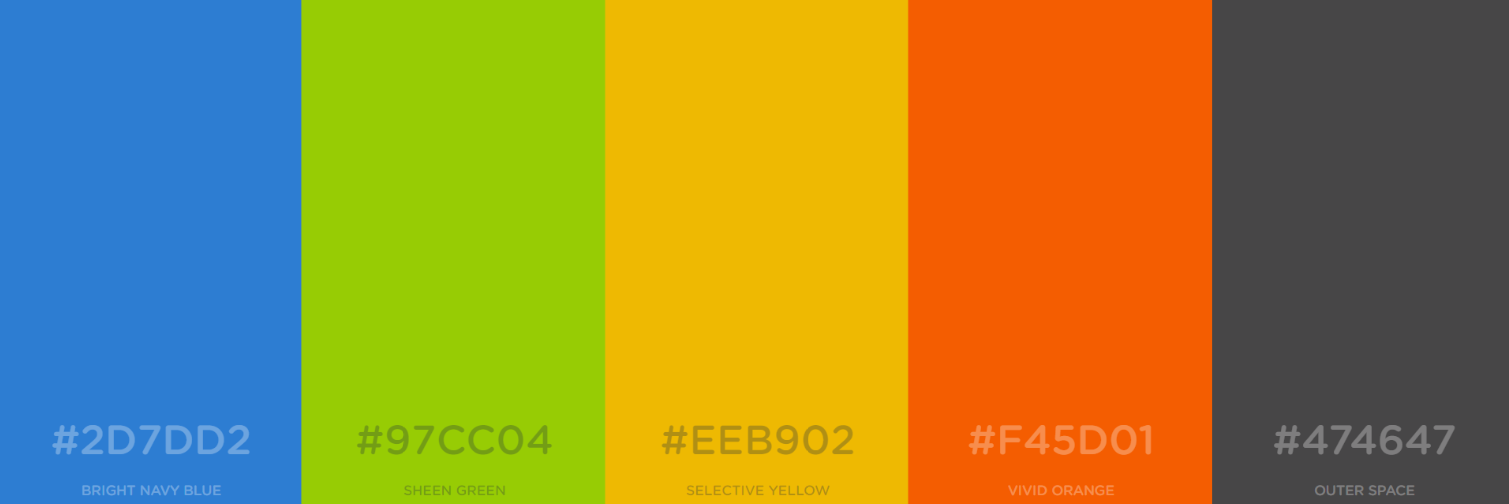 #2D7DD2
BRIGHT NAVY BLUE
#97CC04
SHEEN GREEN
#EEB902
SELECTIVE YELLOW
#F45D01
VIVID ORANGE
#474647
OUTER SPACE